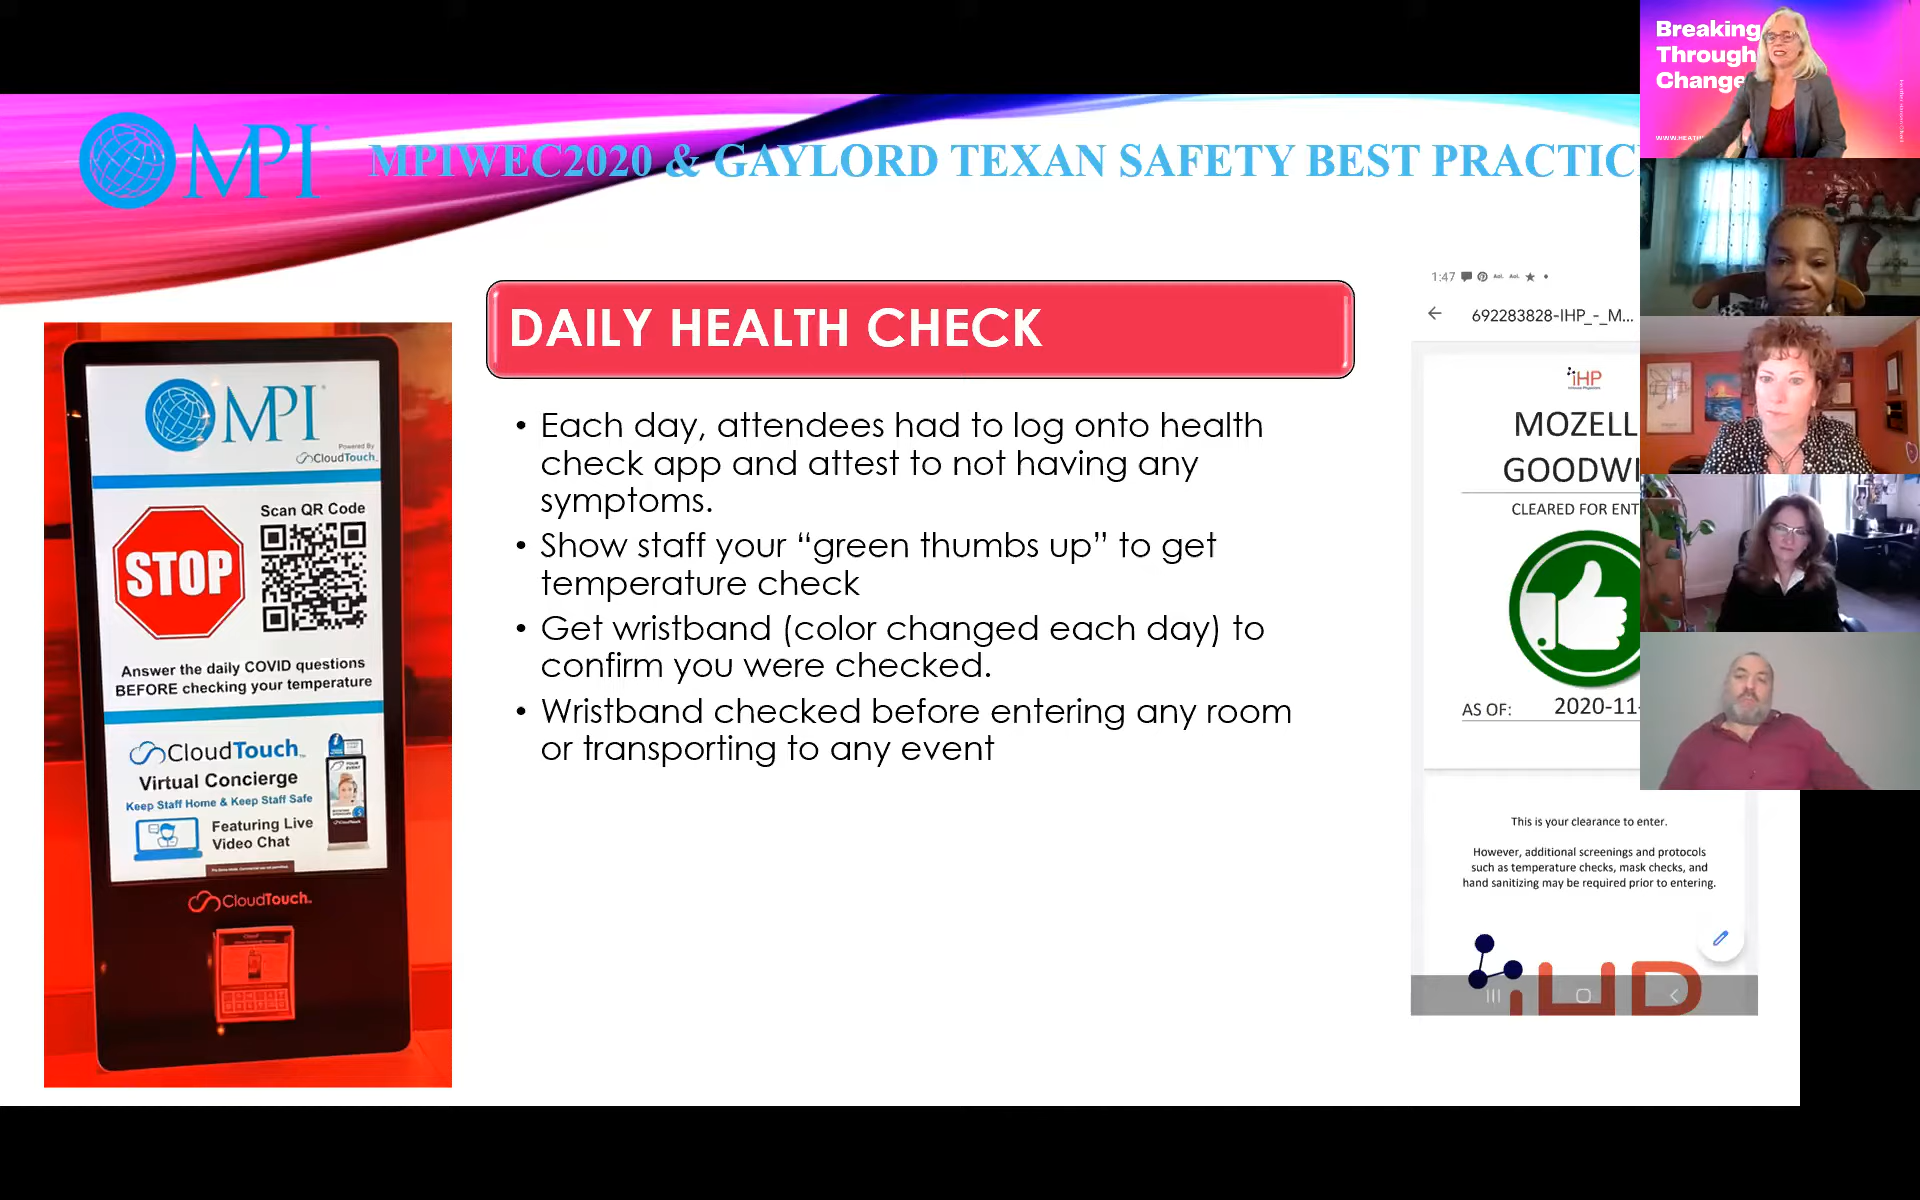 Breaking
Through
Change
MPI
MPIWEC2020 & GAYLORD TEXAN SAFETY BEST PRACTIC
DAILY HEALTH CHECK
• Each day, attendees had to log onto health
check app and attest to not having any
symptoms.
• Show staff your “green thumbs up” to get
temperature check
• Get wristband (color changed each day) to
confirm you were checked.
• Wristband checked before entering any room
or transporting to any event
MPI
Powered By
CloudTouch
STOP
Scan QR Code
Answer the daily COVID questions
BEFORE checking your temperature
CloudTouch
Virtual Concierge
Keep Staff Home & Keep Staff Safe
Featuring Live
Video Chat
CloudTouch
1:47
692283828-IHP_-_M...
iHP
MOZELL
GOODWI
CLEARED FOR ENT
AS OF: 2020-11-
This is your clearance to enter.
However, additional screenings and protocols
such as temperature checks, mask checks, and
hand sanitizing may be required prior to entering.